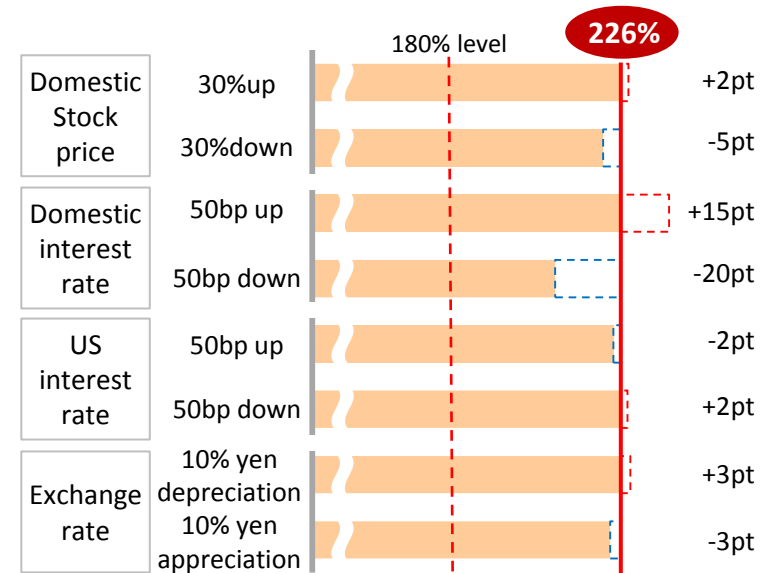 226%
180% level
Domestic
Stock
price
30%up
+2pt
30%down
-5pt
Domestic
interest
rate
50bp up
+15pt
50bp down
-20pt
US
interest
rate
50bp up
-2pt
50bp down
+2pt
Exchange
rate
10% yen
depreciation
+3pt
10% yen
appreciation
-3pt